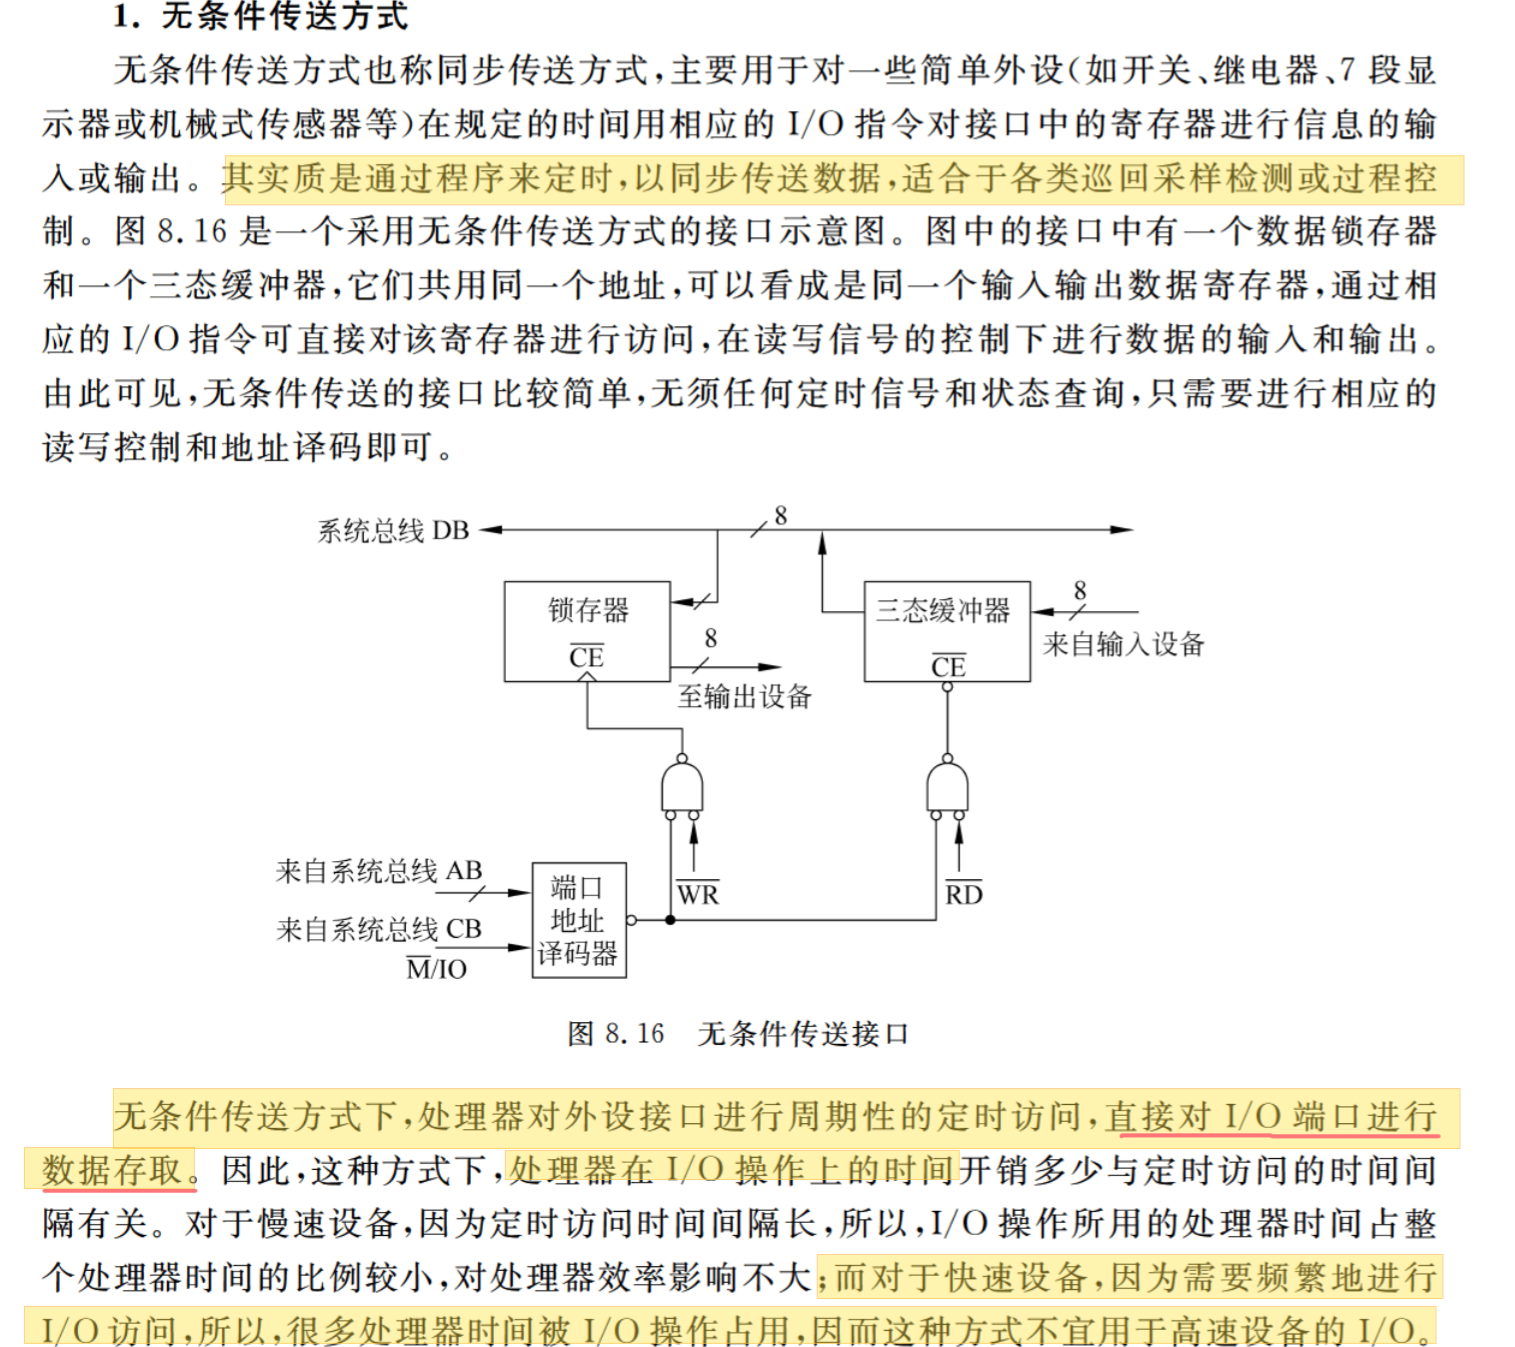 1. 无条件传送方式
无条件传送方式也称同步传送方式,主要用于对一些简单外设(如开关、继电器、7 段显
示器或机械式传感器等)在规定的时间用相应的 I/O 指令对接口中的寄存器进行信息的输
入或输出。其实质是通过程序来定时,以同步传送数据,适合于各类巡回采样检测或过程控
制。图 8.16 是一个采用无条件传送方式的接口示意图。图中的接口中有一个数据锁存器
和一个三态缓冲器,它们共用同一个地址,可以看成是同一个输入输出数据寄存器,通过相
应的 I/O 指令可直接对该寄存器进行访问,在读写信号的控制下进行数据的输入和输出。
由此可见,无条件传送的接口比较简单,无须任何定时信号和状态查询,只需要进行相应的
读写控制和地址译码即可。
系统总线 DB
8
锁存器
C̅E̅
8
至输出设备
三态缓冲器
C̅E̅
8
来自输入设备
来自系统总线 AB
来自系统总线 CB
M̅/IO
端口
地址
译码器
W̅R̅
R̅D̅
图 8.16 无条件传送接口
无条件传送方式下,处理器对外设接口进行周期性的定时访问,直接对 I/O 端口进行
数据存取。因此,这种方式下,处理器在 I/O 操作上的时间开销多少与定时访问的时间间
隔有关。对于慢速设备,因为定时访问时间间隔长,所以,I/O 操作所用的处理器时间占整
个处理器时间的比例较小,对处理器效率影响不大;而对于快速设备,因为需要频繁地进行
I/O 访问,所以,很多处理器时间被 I/O 操作占用,因而这种方式不宜用于高速设备的 I/O。